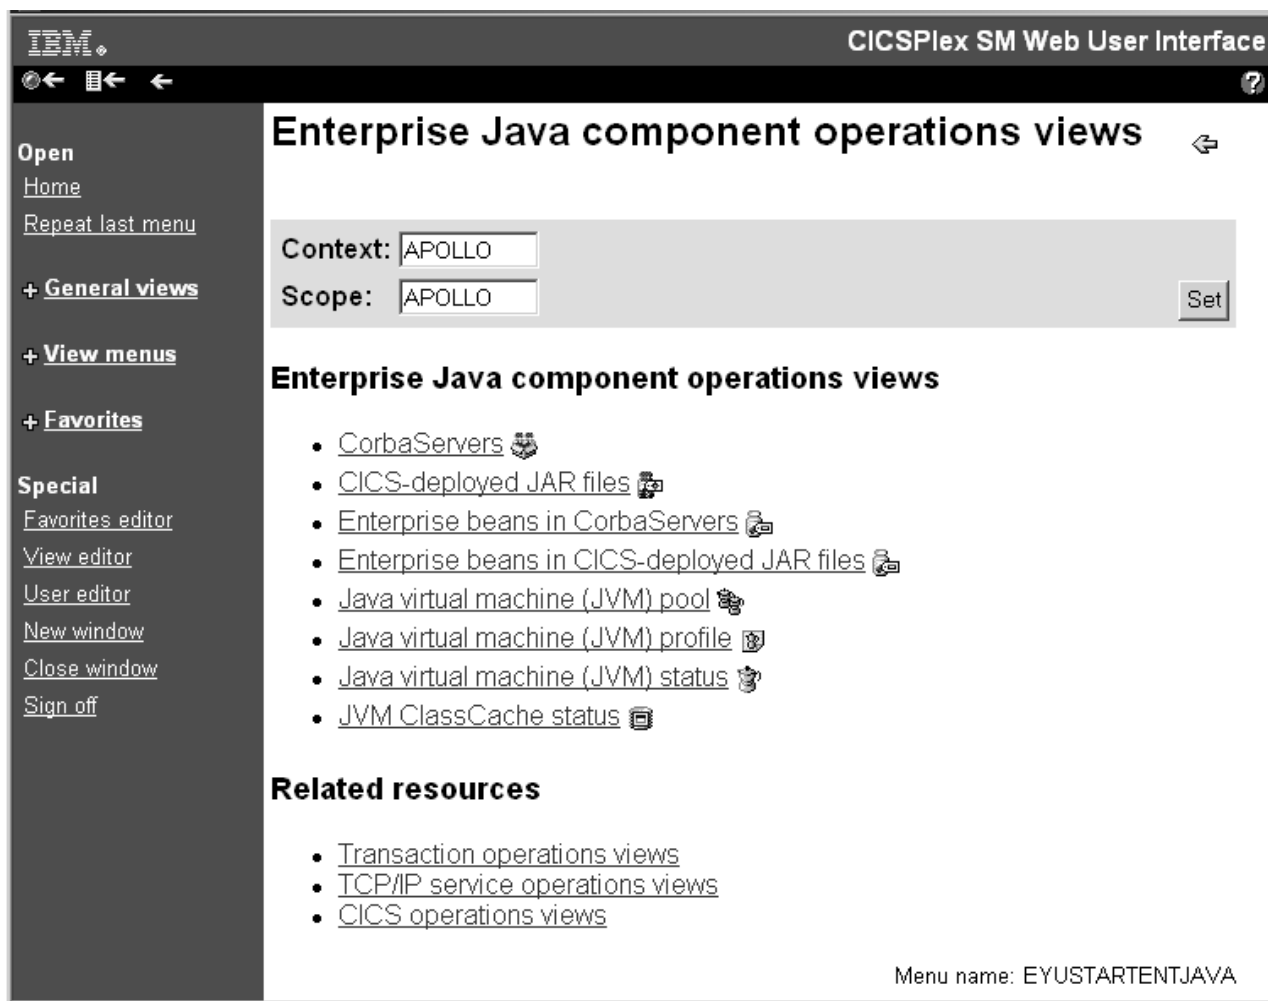 IBM.
CICSPlex SM Web User Interface
?
Open
Home
Repeat last menu
+ General views
+ View menus
+ Favorites
Special
Favorites editor
View editor
User editor
New window
Close window
Sign off
Enterprise Java component operations views
Context: APOLLO
Scope: APOLLO
Set
Enterprise Java component operations views
• CorbaServers
• CICS-deployed JAR files
• Enterprise beans in CorbaServers
• Enterprise beans in CICS-deployed JAR files
• Java virtual machine (JVM) pool
• Java virtual machine (JVM) profile
• Java virtual machine (JVM) status
• JVM ClassCache status
Related resources
• Transaction operations views
• TCP/IP service operations views
• CICS operations views
Menu name: EYUSTARTENTJAVA